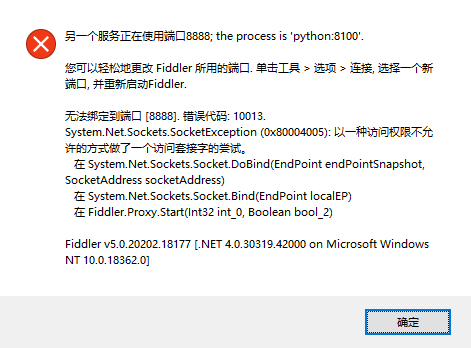 另一个服务正在使用端口8888; the process is 'python:8100'.
您可以轻松地更改 Fiddler 所用的端口. 单击工具 > 选项 > 连接, 选择一个新
端口, 并重新启动Fiddler.
无法绑定到端口 [8888]. 错误代码: 10013.
System.Net.Sockets.SocketException (0x80004005): 以一种访问权限不允
许的方式做了一个访问套接字的尝试。
在 System.Net.Sockets.Socket.DoBind(EndPoint endPointSnapshot,
SocketAddress socketAddress)
在 System.Net.Sockets.Socket.Bind(EndPoint localEP)
在 Fiddler.Proxy.Start(Int32 int_0, Boolean bool_2)
Fiddler v5.0.20202.18177 [.NET 4.0.30319.42000 on Microsoft Windows
NT 10.0.18362.0]
确定